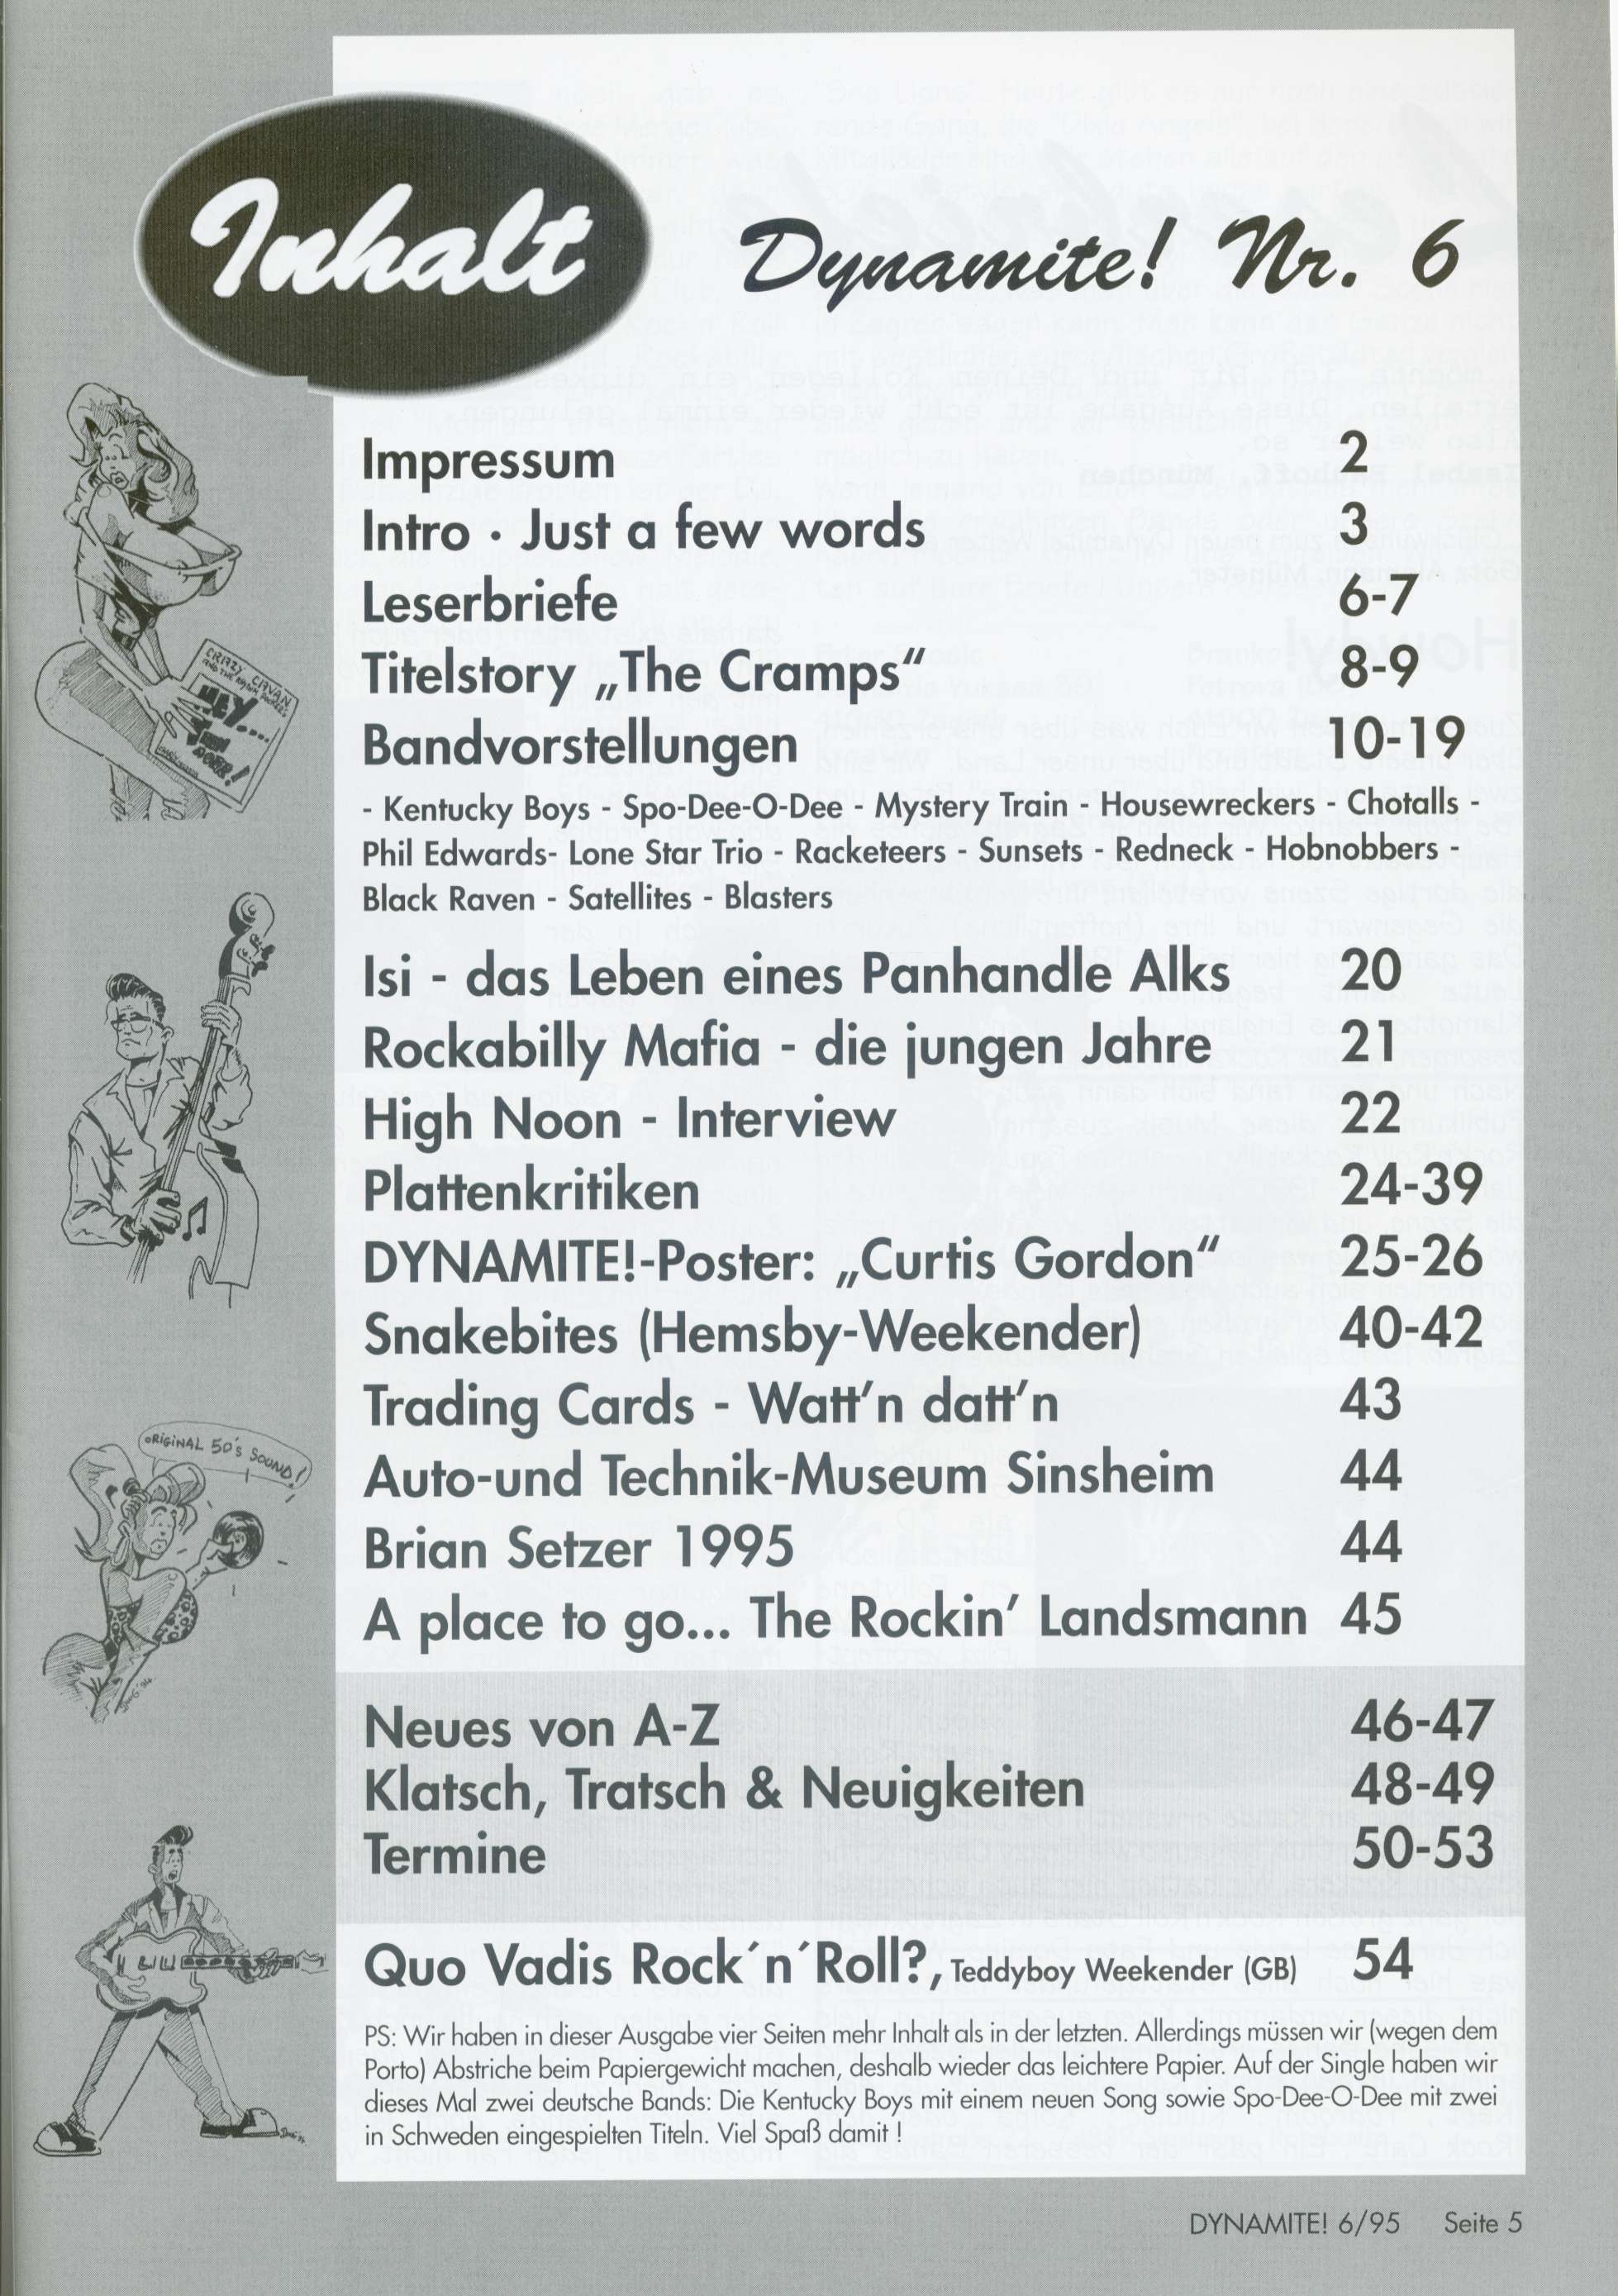 Inhalt
Dynamite! Nr. 6
Impressum 2
Intro · Just a few words 3
Leserbriefe 6-7
Titelstory „The Cramps“ 8-9
Bandvorstellungen 10-19
- Kentucky Boys - Spo-Dee-O-Dee - Mystery Train - Housewreckers - Chotalls -
Phil Edwards- Lone Star Trio - Racketeers - Sunsets - Redneck - Hobnobbers -
Black Raven - Satellites - Blasters
Isi - das Leben eines Panhandle Alks 20
Rockabilly Mafia - die jungen Jahre 21
High Noon - Interview 22
Plattenkritiken 24-39
DYNAMITE!-Poster: „Curtis Gordon“ 25-26
Snakebites (Hemsby-Weekender) 40-42
Trading Cards - Watt'n datt'n 43
Auto-und Technik-Museum Sinsheim 44
Brian Setzer 1995 44
A place to go... The Rockin' Landsmann 45
Neues von A-Z 46-47
Klatsch, Tratsch & Neuigkeiten 48-49
Termine 50-53
Quo Vadis Rock´n´Roll?, Teddyboy Weekender (GB) 54
PS: Wir haben in dieser Ausgabe vier Seiten mehr Inhalt als in der letzten. Allerdings müssen wir (wegen dem
Porto) Abstriche beim Papiergewicht machen, deshalb wieder das leichtere Papier. Auf der Single haben wir
dieses Mal zwei deutsche Bands: Die Kentucky Boys mit einem neuen Song sowie Spo-Dee-O-Dee mit zwei
in Schweden eingespielten Titeln. Viel Spaß damit !
DYNAMITE! 6/95 Seite 5
CRAZY CAVAN
AND THE RHYTHM ROCKERS
HEY....
ORIGINAL 50's SOUND!